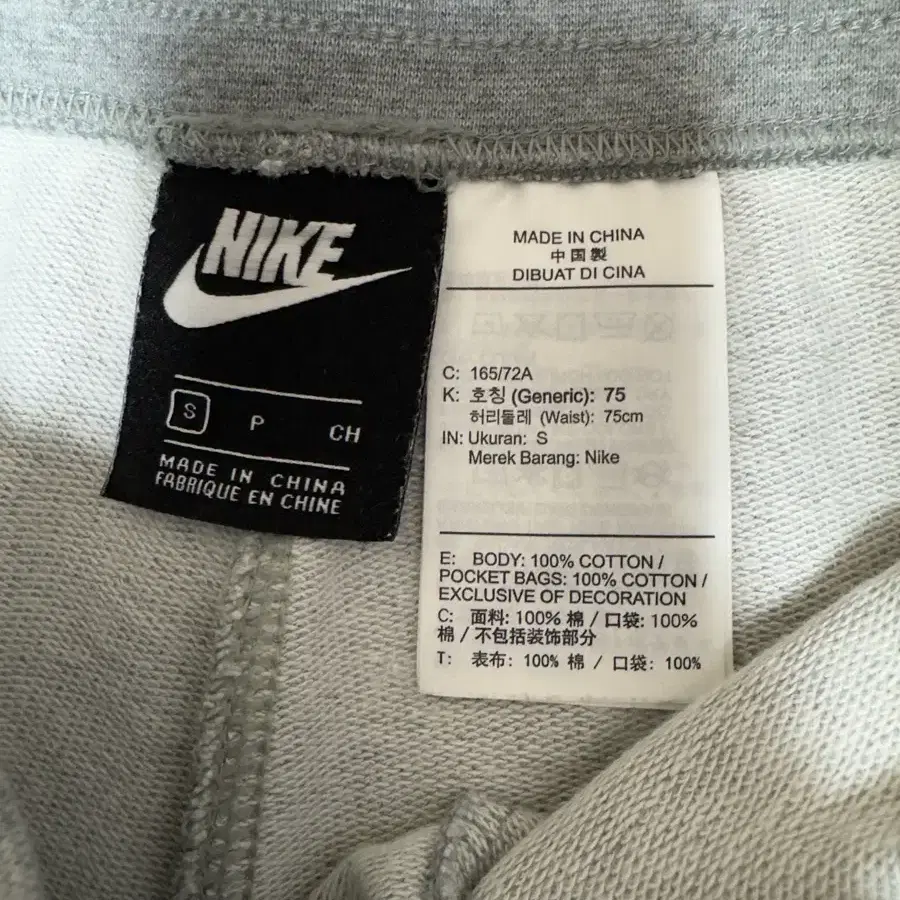 NIKE
S P CH
MADE IN CHINA
FABRIQUE EN CHINE
MADE IN CHINA
中国製
DIBUAT DI CINA
C: 165/72A
K: 호칭 (Generic): 75
허리둘레 (Waist): 75cm
IN: Ukuran: S
Merek Barang: Nike
E: BODY: 100% COTTON /
POCKET BAGS: 100% COTTON /
EXCLUSIVE OF DECORATION
C: 面料: 100% 棉 / 口袋: 100%
棉 / 不包括装饰部分
T: 表布: 100% 棉 / 口袋: 100%